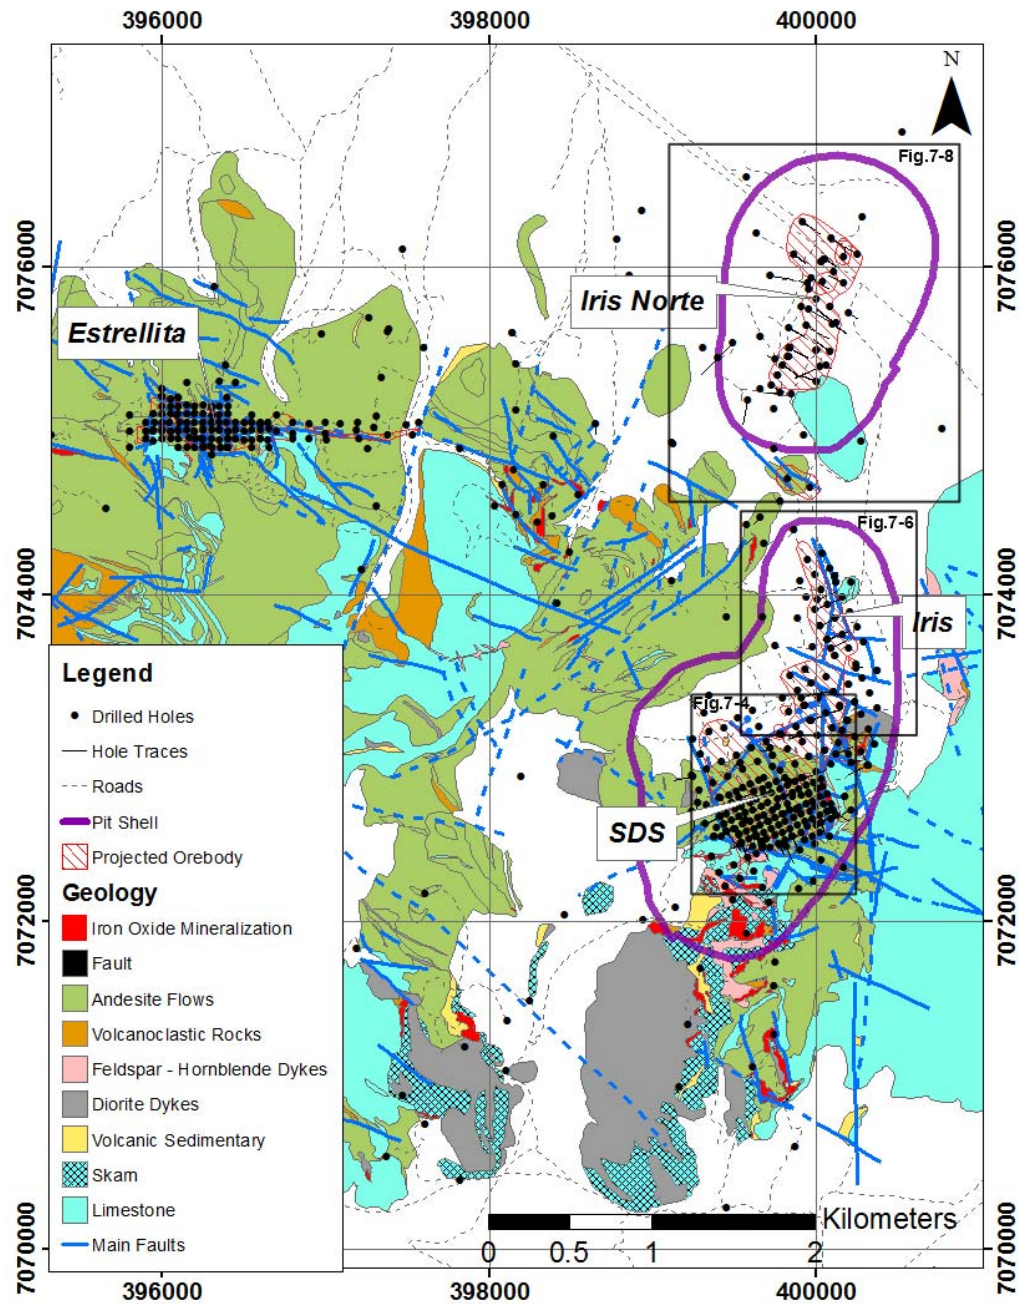 396000 398000 400000
N
Fig.7-8
7076000 7076000
Iris Norte
Estrellita
Fig.7-6
7074000 7074000
Iris
Legend
Fig.7-4
Drilled Holes
Hole Traces
Roads
Pit Shell
SDS
Projected Orebody
Geology
7072000 7072000
Iron Oxide Mineralization
Fault
Andesite Flows
Volcanoclastic Rocks
Feldspar - Hornblende Dykes
Diorite Dykes
Volcanic Sedimentary
Skarn
Limestone
Kilometers
Main Faults
0 0.5 1 2
7070000 7070000
396000 398000 400000